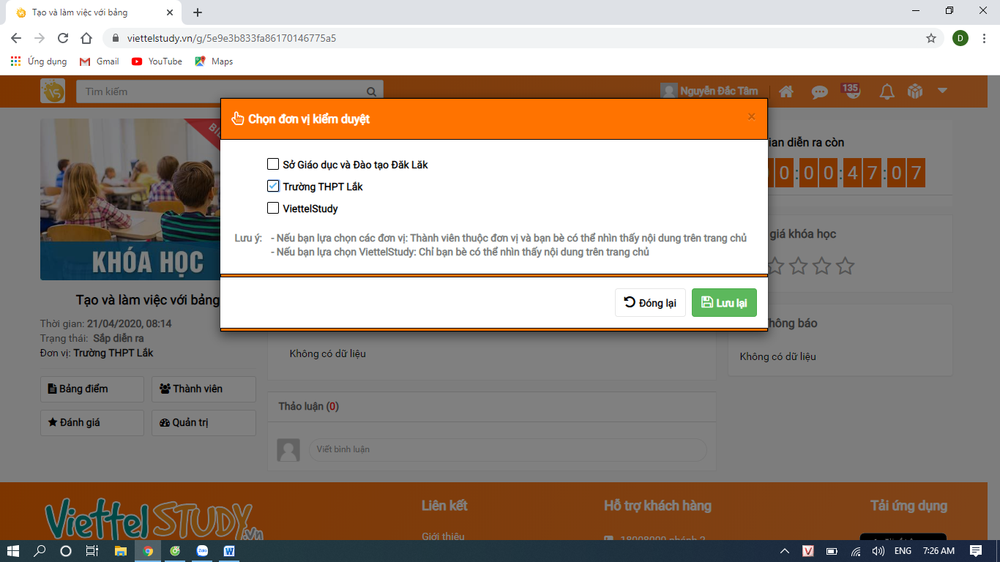 Tạo và làm việc với bảng
viettelstudy.vn/g/5e9e3b833fa86170146775a5
D
Ứng dụng
Gmail
YouTube
Maps
Tìm kiếm
Nguyễn Đắc Tâm
135
Chọn đơn vị kiểm duyệt
×
Sở Giáo dục và Đào tạo Đăk Lăk
Trường THPT Lắk
ViettelStudy
Lưu ý: - Nếu bạn lựa chọn các đơn vị: Thành viên thuộc đơn vị và bạn bè có thể nhìn thấy nội dung trên trang chủ
- Nếu bạn lựa chọn ViettelStudy: Chỉ bạn bè có thể nhìn thấy nội dung trên trang chủ
Đóng lại
Lưu lại
KHÓA HỌC
Tạo và làm việc với bảng
Thời gian: 21/04/2020, 08:14
Trạng thái: Sắp diễn ra
Đơn vị: Trường THPT Lắk
Bảng điểm
Thành viên
Đánh giá
Quản trị
Không có dữ liệu
Thảo luận (0)
Viết bình luận
gian diễn ra còn
0:00:47:07
giá khóa học
Thông báo
Không có dữ liệu
Viettel STUDY.vn
Liên kết
Giới thiệu
Hỗ trợ khách hàng
18008000 nhánh 2
Tải ứng dụng
Zalo
W
V
ENG
7:26 AM